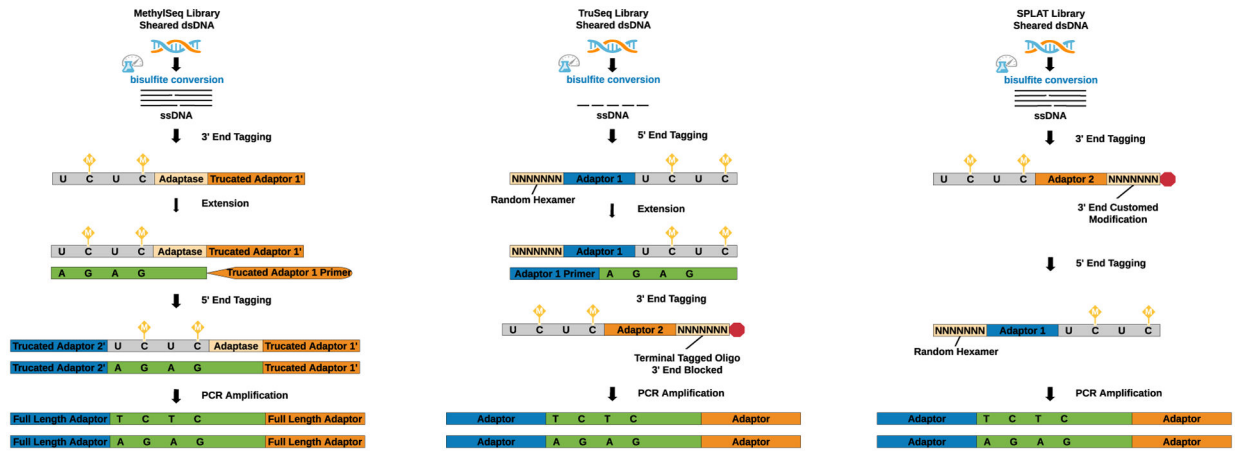 MethylSeq Library
Sheared dsDNA
bisulfite conversion
ssDNA
3' End Tagging
M M
U C U C Adaptase Trucated Adaptor 1'
Extension
M M
U C U C Adaptase Trucated Adaptor 1'
A G A G Trucated Adaptor 1 Primer
5' End Tagging
M M
Trucated Adaptor 2' U C U C Adaptase Trucated Adaptor 1'
Trucated Adaptor 2' A G A G Trucated Adaptor 1'
PCR Amplification
Full Length Adaptor T C T C Full Length Adaptor
Full Length Adaptor A G A G Full Length Adaptor
TruSeq Library
Sheared dsDNA
bisulfite conversion
ssDNA
5' End Tagging
M M
NNNNNNN Adaptor 1 U C U C
Random Hexamer
Extension
M M
NNNNNNN Adaptor 1 U C U C
Adaptor 1 Primer A G A G
3' End Tagging
M M
U C U C Adaptor 2 NNNNNNN
Terminal Tagged Oligo
3' End Blocked
PCR Amplification
Adaptor T C T C Adaptor
Adaptor A G A G Adaptor
SPLAT Library
Sheared dsDNA
bisulfite conversion
ssDNA
3' End Tagging
M M
U C U C Adaptor 2 NNNNNNN
3' End Customed
Modification
5' End Tagging
M M
NNNNNNN Adaptor 1 U C U C
Random Hexamer
PCR Amplification
Adaptor T C T C Adaptor
Adaptor A G A G Adaptor